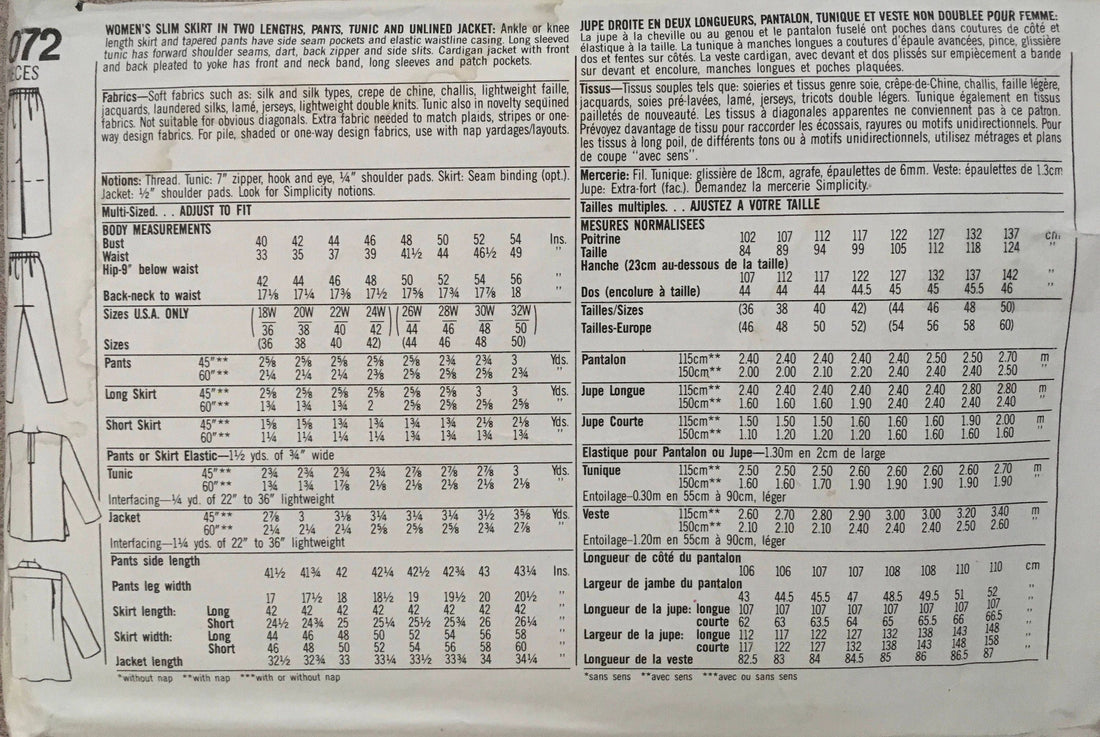 072
ECES
WOMEN'S SLIM SKIRT IN TWO LENGTHS, PANTS, TUNIC AND UNLINED JACKET: Ankle or knee
length skirt and tapered pants have side seam pockets and elastic waistline casing. Long sleeved
tunic has forward shoulder seams, dart, back zipper and side slits. Cardigan jacket with front
and back pleated to yoke has front and neck band, long sleeves and patch pockets.
Fabrics—Soft fabrics such as: silk and silk types, crepe de chine, challis, lightweight faille,
jacquards, laundered silks, lamé, jerseys, lightweight double knits. Tunic also in novelty sequined
fabrics. Not suitable for obvious diagonals. Extra fabric needed to match plaids, stripes or one-
way design fabrics. For pile, shaded or one-way design fabrics, use with nap yardages/layouts.
Notions: Thread. Tunic: 7" zipper, hook and eye, ¼" shoulder pads. Skirt: Seam binding (opt.).
Jacket: ½" shoulder pads. Look for Simplicity notions.
Multi-Sized. . . ADJUST TO FIT
BODY MEASUREMENTS
Bust 40 42 44 46 48 50 52 54 Ins.
Waist 33 35 37 39 41½ 44 46½ 49 "
Hip-9" below waist
42 44 46 48 50 52 54 56 "
Back-neck to waist 17⅛ 17¼ 17⅜ 17½ 17⅝ 17¾ 17⅞ 18 "
Sizes U.S.A. ONLY (18W 20W 22W 24W)(26W 28W 30W 32W)
36 38 40 42 44 46 48 50
Sizes (36 38 40 42) (44 46 48 50)
Pants 45"** 2⅝ 2⅝ 2⅝ 2⅝ 2⅝ 2¾ 2¾ 3 Yds.
60"** 2¼ 2¼ 2¼ 2⅜ 2⅝ 2⅝ 2⅝ 2¾ "
Long Skirt 45"** 2⅝ 2⅝ 2⅝ 2⅝ 2⅝ 2⅝ 3 3 Yds.
60"** 1¾ 1¾ 1¾ 2 2⅝ 2⅝ 2⅝ 2⅝ "
Short Skirt 45"** 1⅝ 1⅝ 1¾ 1¾ 1¾ 1¾ 2⅛ 2⅛ Yds.
60"** 1¼ 1¼ 1¼ 1¼ 1¾ 1¾ 1¾ 1¾ "
Pants or Skirt Elastic—1½ yds. of ¾" wide
Tunic 45"** 2¾ 2¾ 2¾ 2¾ 2⅞ 2⅞ 2⅞ 3 Yds.
60"** 1¾ 1¾ 1⅞ 2⅛ 2⅛ 2⅛ 2⅛ 2⅛ "
Interfacing—¼ yd. of 22" to 36" lightweight
Jacket 45"** 2⅞ 3 3⅛ 3¼ 3¼ 3¼ 3½ 3⅝ Yds.
60"** 2¼ 2¼ 2¼ 2⅝ 2⅝ 2⅝ 2¾ 2⅞ "
Interfacing—1¼ yds. of 22" to 36" lightweight
Pants side length
41½ 41¾ 42 42¼ 42½ 42¾ 43 43¼ Ins.
Pants leg width
17 17½ 18 18½ 19 19½ 20 20½ "
Skirt length: Long 42 42 42 42 42 42 42 42 "
Short 24½ 24¾ 25 25¼ 25½ 25¾ 26 26¼ "
Skirt width: Long 44 46 48 50 52 54 56 58 "
Short 46 48 50 52 54 56 58 60 "
Jacket length 32½ 32¾ 33 33¼ 33½ 33¾ 34 34¼ "
*without nap **with nap ***with or without nap
JUPE DROITE EN DEUX LONGUEURS, PANTALON, TUNIQUE ET VESTE NON DOUBLEE POUR FEMME:
La jupe à la cheville ou au genou et le pantalon fuselé ont poches dans coutures de côté et
élastique à la taille. La tunique à manches longues a coutures d'épaule avancées, pince, glissière
dos et fentes sur côtés. La veste cardigan, avec devant et dos plissés sur empiècement a bande
sur devant et encolure, manches longues et poches plaquées.
Tissus—Tissus souples tels que: soieries et tissus genre soie, crêpe-de-Chine, challis, faille légère,
jacquards, soies pré-lavées, lamé, jerseys, tricots double légers. Tunique également en tissus
pailletés de nouveauté. Les tissus à diagonales apparentes ne conviennent pas à ce patron.
Prévoyez davantage de tissu pour raccorder les écossais, rayures ou motifs unidirectionnels. Pour
les tissus à long poil, de différents tons ou à motifs unidirectionnels, utilisez métrages et plans
de coupe "avec sens".
Mercerie: Fil. Tunique: glissière de 18cm, agrafe, épaulettes de 6mm. Veste: épaulettes de 1.3cm
Jupe: Extra-fort (fac.). Demandez la mercerie Simplicity.
Tailles multiples. . . AJUSTEZ A VOTRE TAILLE
MESURES NORMALISEES
Poitrine 102 107 112 117 122 127 132 137 cm
Taille 84 89 94 99 105 112 118 124 "
Hanche (23cm au-dessous de la taille)
107 112 117 122 127 132 137 142 "
Dos (encolure à taille) 44 44 44 44.5 45 45 45.5 46 "
Tailles/Sizes (36 38 40 42) (44 46 48 50)
Tailles-Europe (46 48 50 52) (54 56 58 60)
Pantalon 115cm** 2.40 2.40 2.40 2.40 2.40 2.50 2.50 2.70 m
150cm** 2.00 2.00 2.10 2.20 2.40 2.40 2.40 2.50 "
Jupe Longue 115cm** 2.40 2.40 2.40 2.40 2.40 2.40 2.80 2.80 m
150cm** 1.60 1.60 1.60 1.90 2.40 2.40 2.40 2.40 "
Jupe Courte 115cm** 1.50 1.50 1.50 1.60 1.60 1.60 1.90 2.00 m
150cm** 1.10 1.20 1.20 1.20 1.60 1.60 1.60 1.60 "
Elastique pour Pantalon ou Jupe—1.30m en 2cm de large
Tunique 115cm** 2.50 2.50 2.50 2.60 2.60 2.60 2.60 2.70 m
150cm** 1.60 1.60 1.70 1.90 1.90 1.90 1.90 1.90 "
Entoilage-0.30m en 55cm à 90cm, léger
Veste 115cm** 2.60 2.70 2.80 2.90 3.00 3.00 3.20 3.40 m
150cm** 2.10 2.10 2.10 2.40 2.40 2.40 2.50 2.60 "
Entoilage-1.20m en 55cm à 90cm, léger
Longueur de côté du pantalon
106 106 107 107 108 108 110 110 cm
Largeur de jambe du pantalon
43 44.5 45.5 47 48.5 49.5 51 52 "
Longueur de la jupe: longue 107 107 107 107 107 107 107 107 "
courte 62 63 63.5 64 65 65.5 66 66.5 "
Largeur de la jupe: longue 112 117 122 127 132 138 143 148 "
courte 117 122 127 132 138 143 148 158 "
Longueur de la veste 82.5 83 84 84.5 85 86 86.5 87 "
*sans sens **avec sens ***avec ou sans sens